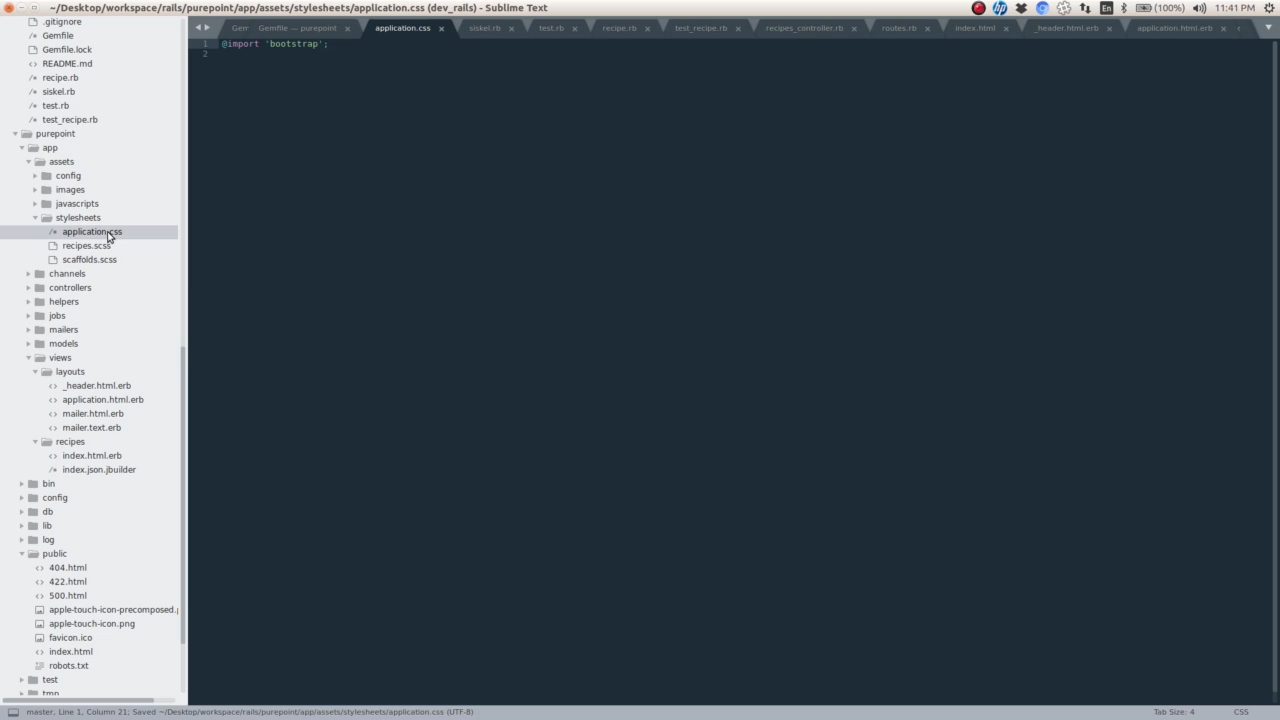 ~/Desktop/workspace/rails/purepoint/app/assets/stylesheets/application.css (dev_rails) - Sublime Text
En
(100%)
11:41 PM
Gem
Gemfile — purepoint
application.css
siskel.rb
test.rb
recipe.rb
test_recipe.rb
recipes_controller.rb
routes.rb
index.html
_header.html.erb
application.html.erb
.gitignore
Gemfile
Gemfile.lock
README.md
recipe.rb
siskel.rb
test.rb
test_recipe.rb
purepoint
app
assets
config
images
javascripts
stylesheets
application.css
recipes.scss
scaffolds.scss
channels
controllers
helpers
jobs
mailers
models
views
layouts
_header.html.erb
application.html.erb
mailer.html.erb
mailer.text.erb
recipes
index.html.erb
index.json.jbuilder
bin
config
db
lib
log
public
404.html
422.html
500.html
apple-touch-icon-precomposed.p
apple-touch-icon.png
favicon.ico
index.html
robots.txt
test
tmp
1 @import 'bootstrap';
2
master, Line 1, Column 21; Saved ~/Desktop/workspace/rails/purepoint/app/assets/stylesheets/application.css (UTF-8)
Tab Size: 4
CSS